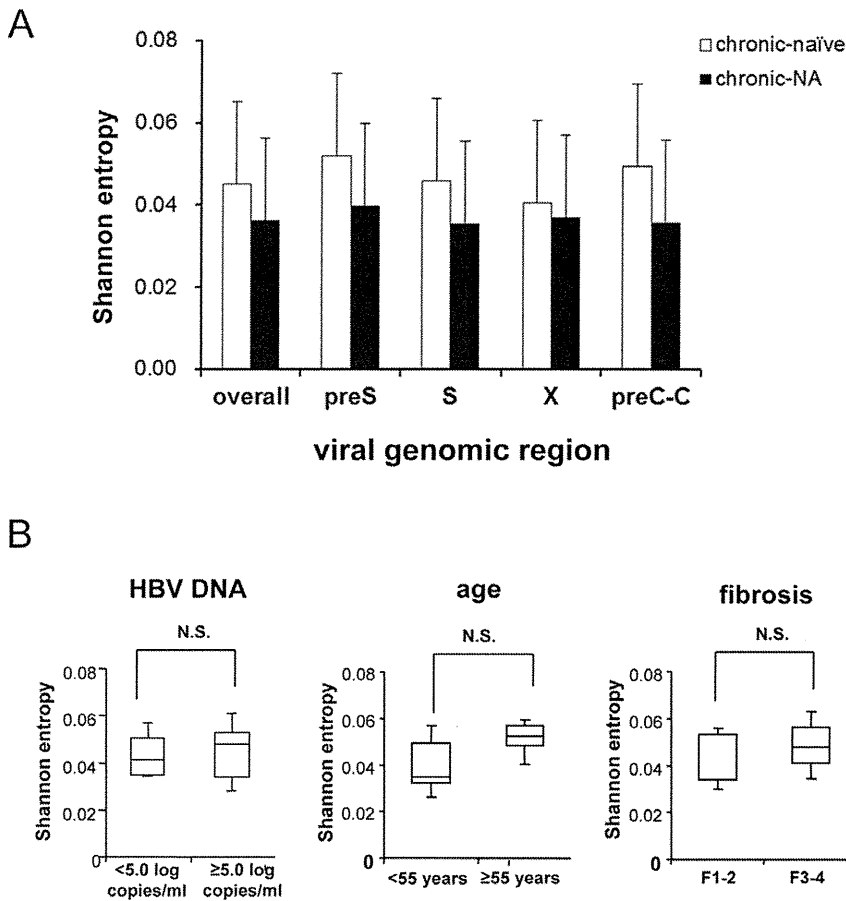 A
0.08
0.06
0.04
0.02
0.00
Shannon entropy
chronic-naïve
chronic-NA
overall preS S X preC-C
viral genomic region
B
HBV DNA
N.S.
0.08
0.06
0.04
0.02
0
Shannon entropy
<5.0 log copies/ml
≥5.0 log copies/ml
age
N.S.
0.08
0.06
0.04
0.02
0
Shannon entropy
<55 years ≥55 years
fibrosis
N.S.
0.08
0.06
0.04
0.02
0
Shannon entropy
F1-2 F3-4